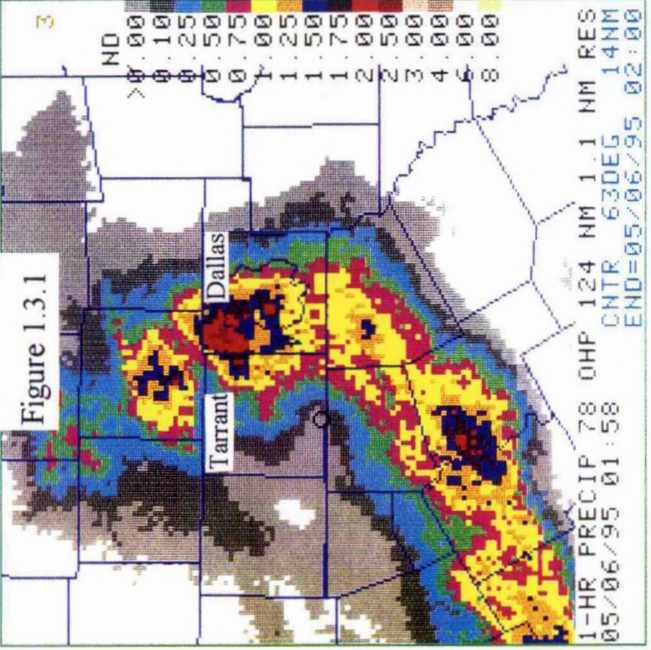 Figure 1.3.1
3
ND
>0.00
0.10
0.25
0.50
0.75
1.00
1.25
1.50
1.75
2.00
2.50
3.00
4.00
6.00
8.00
Dallas
Tarrant
1-HR PRECIP 78 OHP 124 NM 1.1 NM RES
05/06/95 01:58 CNTR 63DEG 14NM
END=05/06/95 02:00